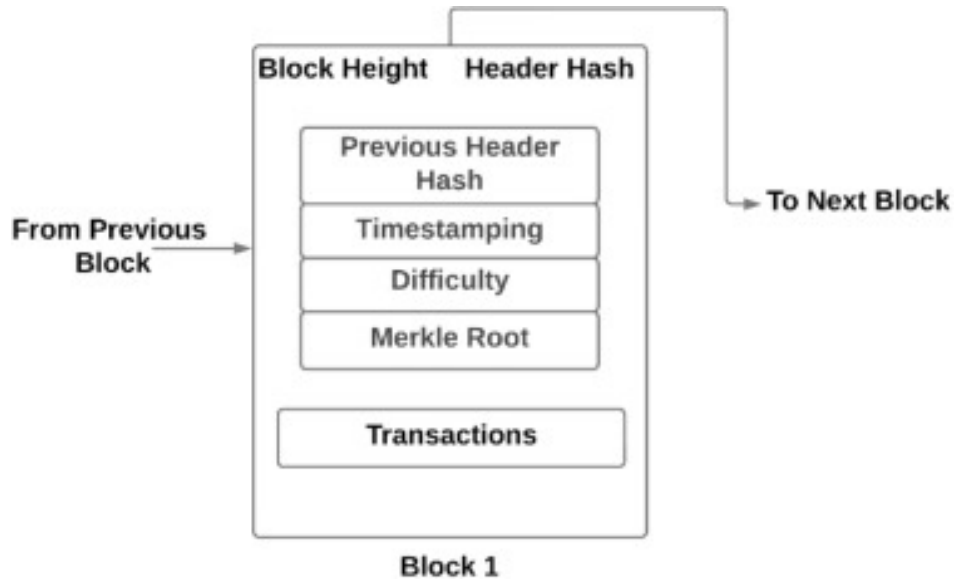 Block Height Header Hash
Previous Header
Hash
Timestamping
Difficulty
Merkle Root
Transactions
From Previous
Block
To Next Block
Block 1